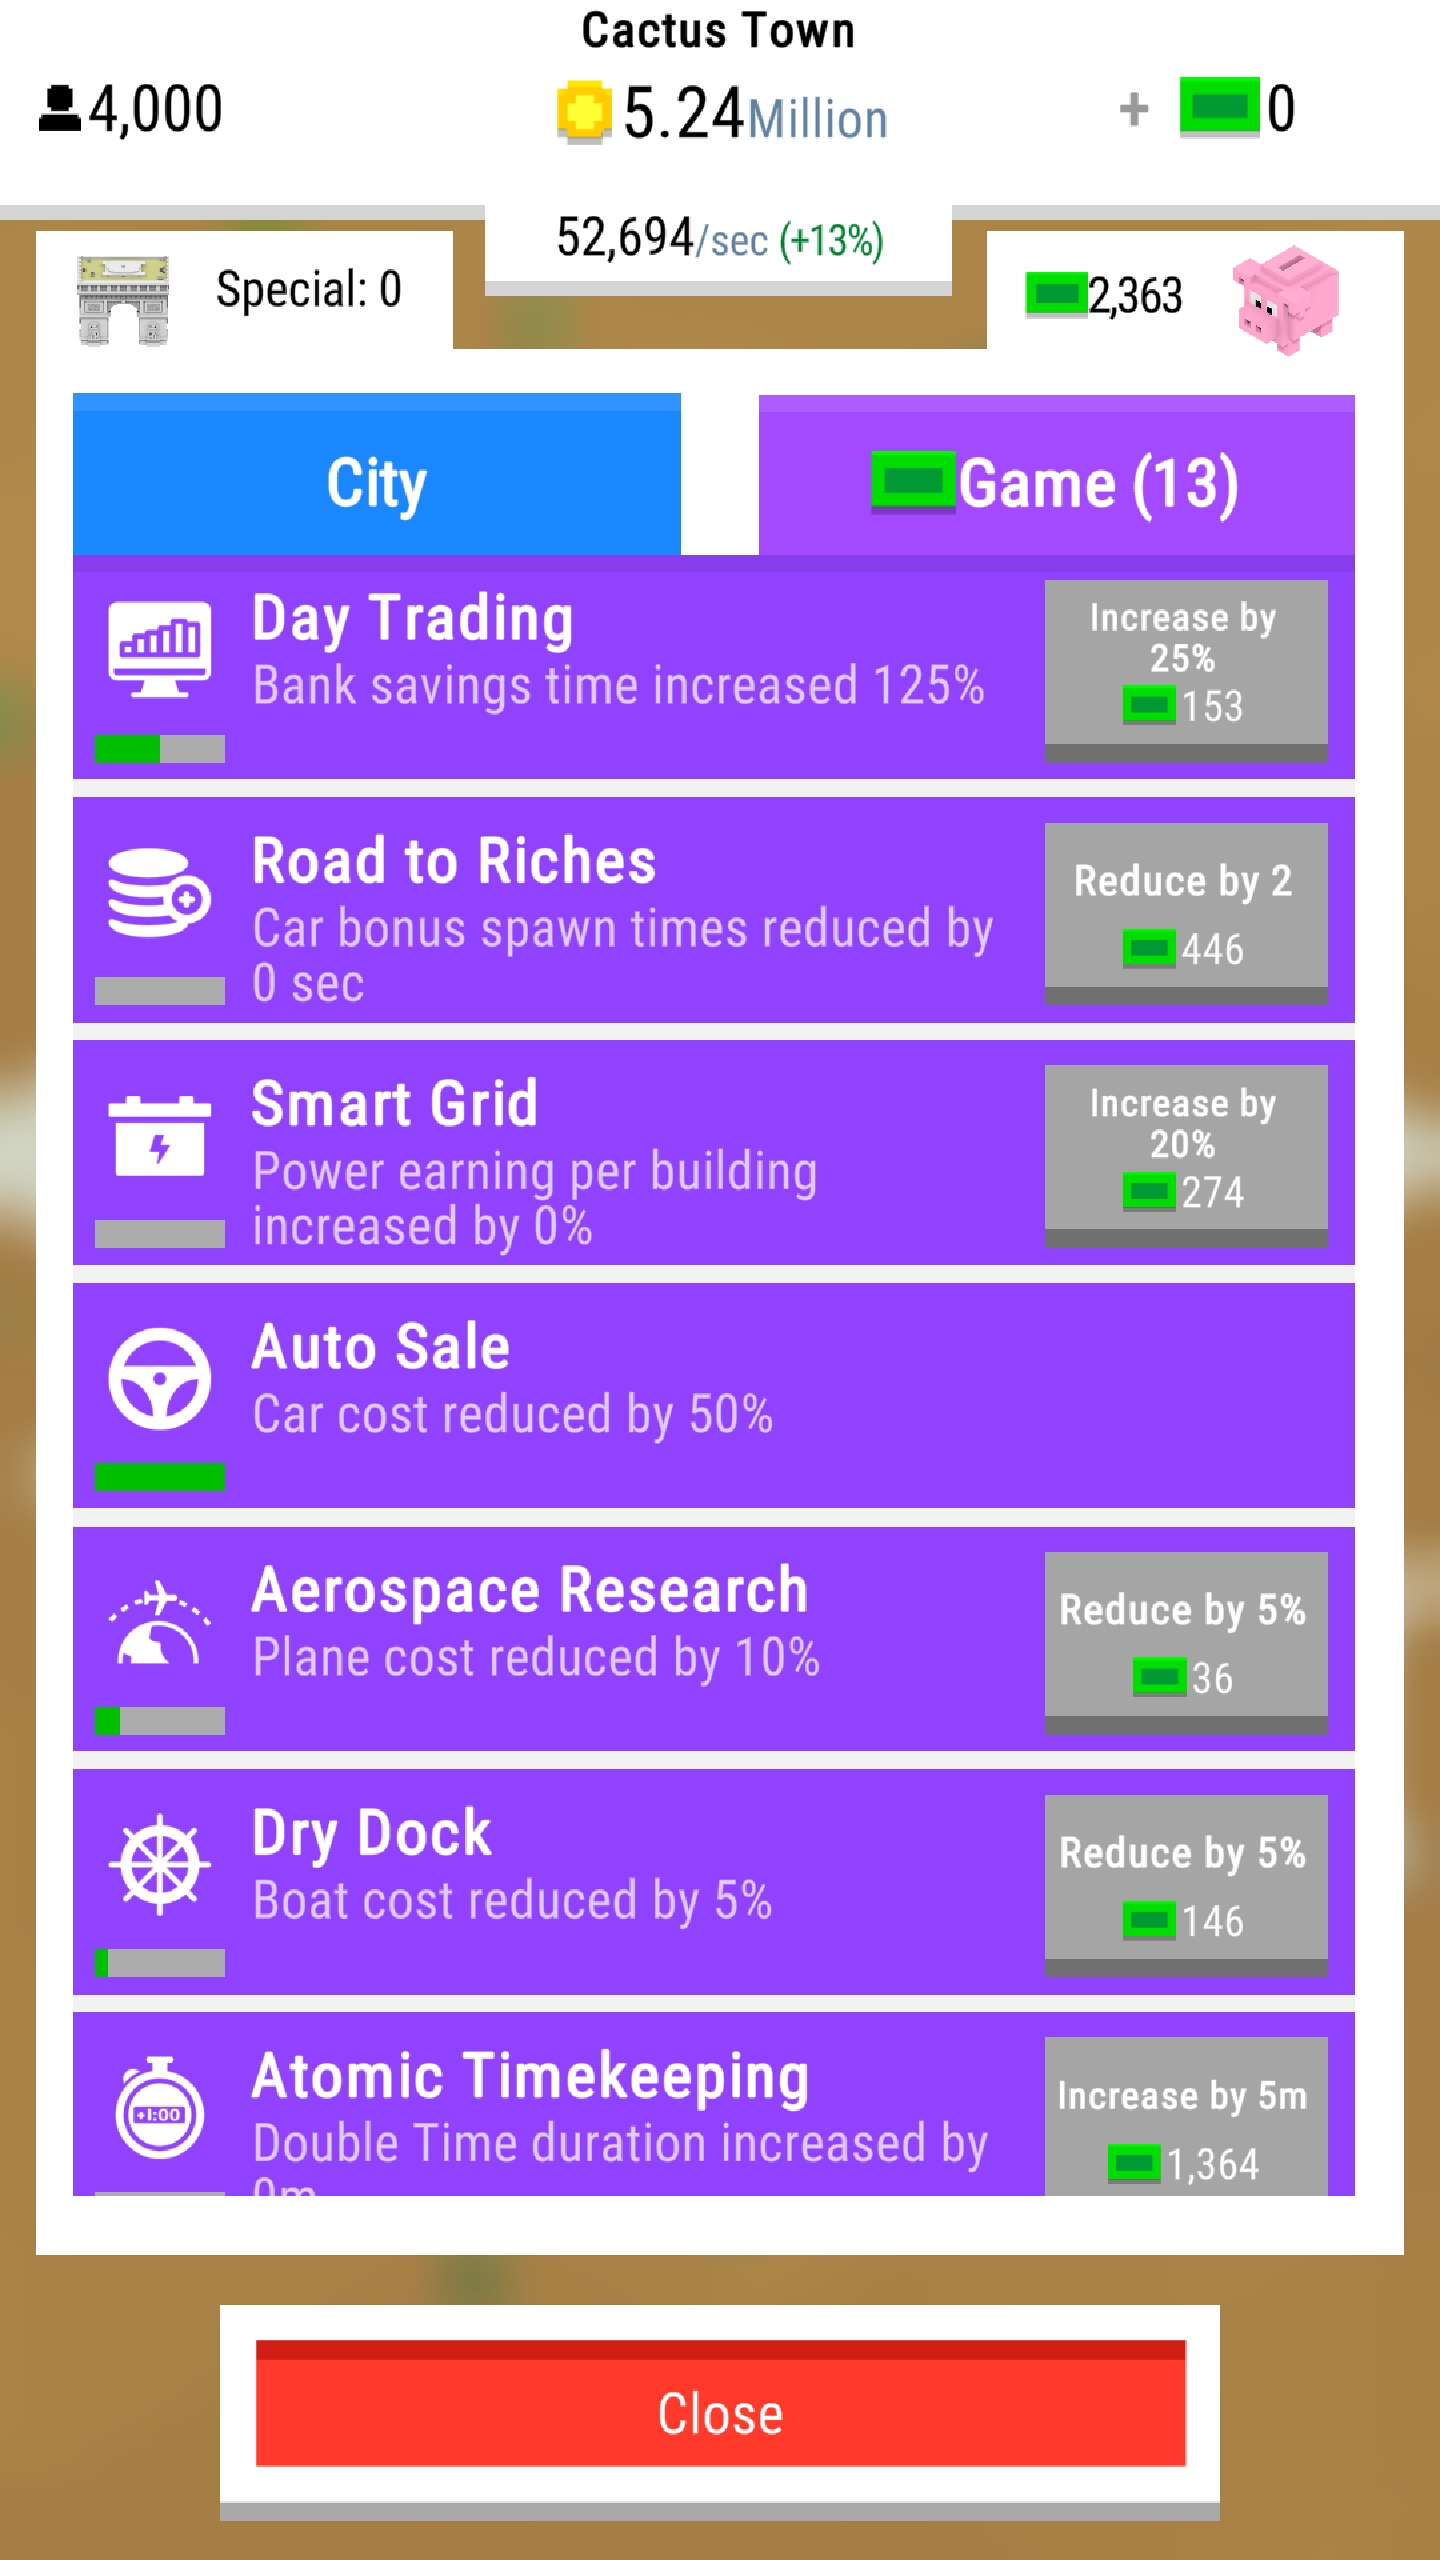 Cactus Town
4,000
5.24Million
+ 0
52,694/sec (+13%)
Special: 0
2,363
City
Game (13)
Day Trading
Bank savings time increased 125%
Increase by
25%
153
Road to Riches
Car bonus spawn times reduced by
0 sec
Reduce by 2
446
Smart Grid
Power earning per building
increased by 0%
Increase by
20%
274
Auto Sale
Car cost reduced by 50%
Aerospace Research
Plane cost reduced by 10%
Reduce by 5%
36
Dry Dock
Boat cost reduced by 5%
Reduce by 5%
146
+1:00
Atomic Timekeeping
Double Time duration increased by
0m
Increase by 5m
1,364
Close